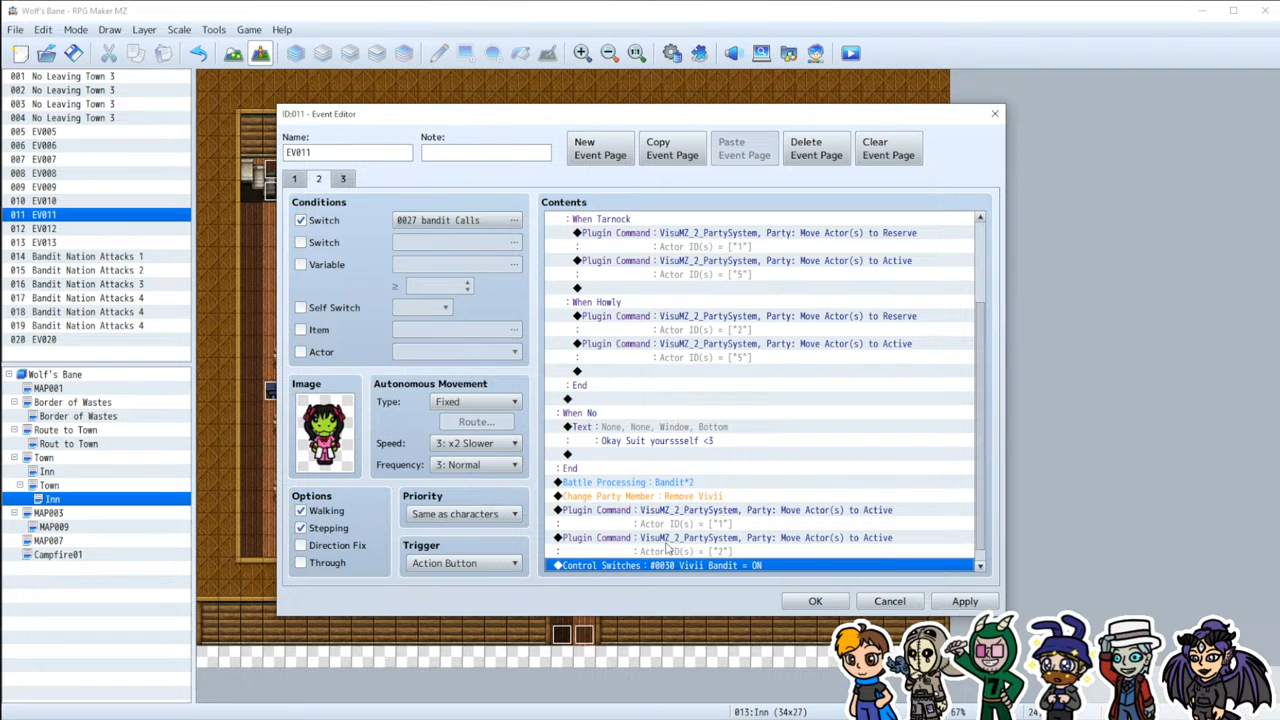 Wolf's Bane - RPG Maker MZ
File Edit Mode Draw Layer Scale Tools Game Help
001 No Leaving Town 3
002 No Leaving Town 3
003 No Leaving Town 3
004 No Leaving Town 3
005 EV005
006 EV006
007 EV007
008 EV008
009 EV009
010 EV010
011 EV011
012 EV012
013 EV013
014 Bandit Nation Attacks 1
015 Bandit Nation Attacks 2
016 Bandit Nation Attacks 3
017 Bandit Nation Attacks 4
018 Bandit Nation Attacks 4
019 Bandit Nation Attacks 4
020 EV020
Wolf's Bane
MAP001
Border of Wastes
Border of Wastes
Route to Town
Rout to Town
Town
Inn
Town
Inn
MAP003
MAP009
MAP007
Campfire01
ID:011 - Event Editor
Name:
EV011
Note:
New Event Page
Copy Event Page
Paste Event Page
Delete Event Page
Clear Event Page
1 2 3
Conditions
Switch 0027 bandit Calls ...
Switch ...
Variable ...
≥
Self Switch
Item ...
Actor
Image
Autonomous Movement
Type: Fixed
Route...
Speed: 3: x2 Slower
Frequency: 3: Normal
Options
Walking
Stepping
Direction Fix
Through
Priority
Same as characters
Trigger
Action Button
Contents
: When Tarnock
◆Plugin Command : VisuMZ_2_PartySystem, Party: Move Actor(s) to Reserve
: : Actor ID(s) = ["1"]
◆Plugin Command : VisuMZ_2_PartySystem, Party: Move Actor(s) to Active
: : Actor ID(s) = ["5"]
◆
: When Howly
◆Plugin Command : VisuMZ_2_PartySystem, Party: Move Actor(s) to Reserve
: : Actor ID(s) = ["2"]
◆Plugin Command : VisuMZ_2_PartySystem, Party: Move Actor(s) to Active
: : Actor ID(s) = ["5"]
◆
: End
◆
: When No
◆Text : None, None, Window, Bottom
: : Okay Suit yourssself <3
◆
: End
◆Battle Processing : Bandit*2
◆Change Party Member : Remove Vivii
◆Plugin Command : VisuMZ_2_PartySystem, Party: Move Actor(s) to Active
: : Actor ID(s) = ["1"]
◆Plugin Command : VisuMZ_2_PartySystem, Party: Move Actor(s) to Active
: : Actor ID(s) = ["2"]
◆Control Switches : #0030 Vivii Bandit = ON
OK Cancel Apply
013:Inn (34x27) 67% 24,
7